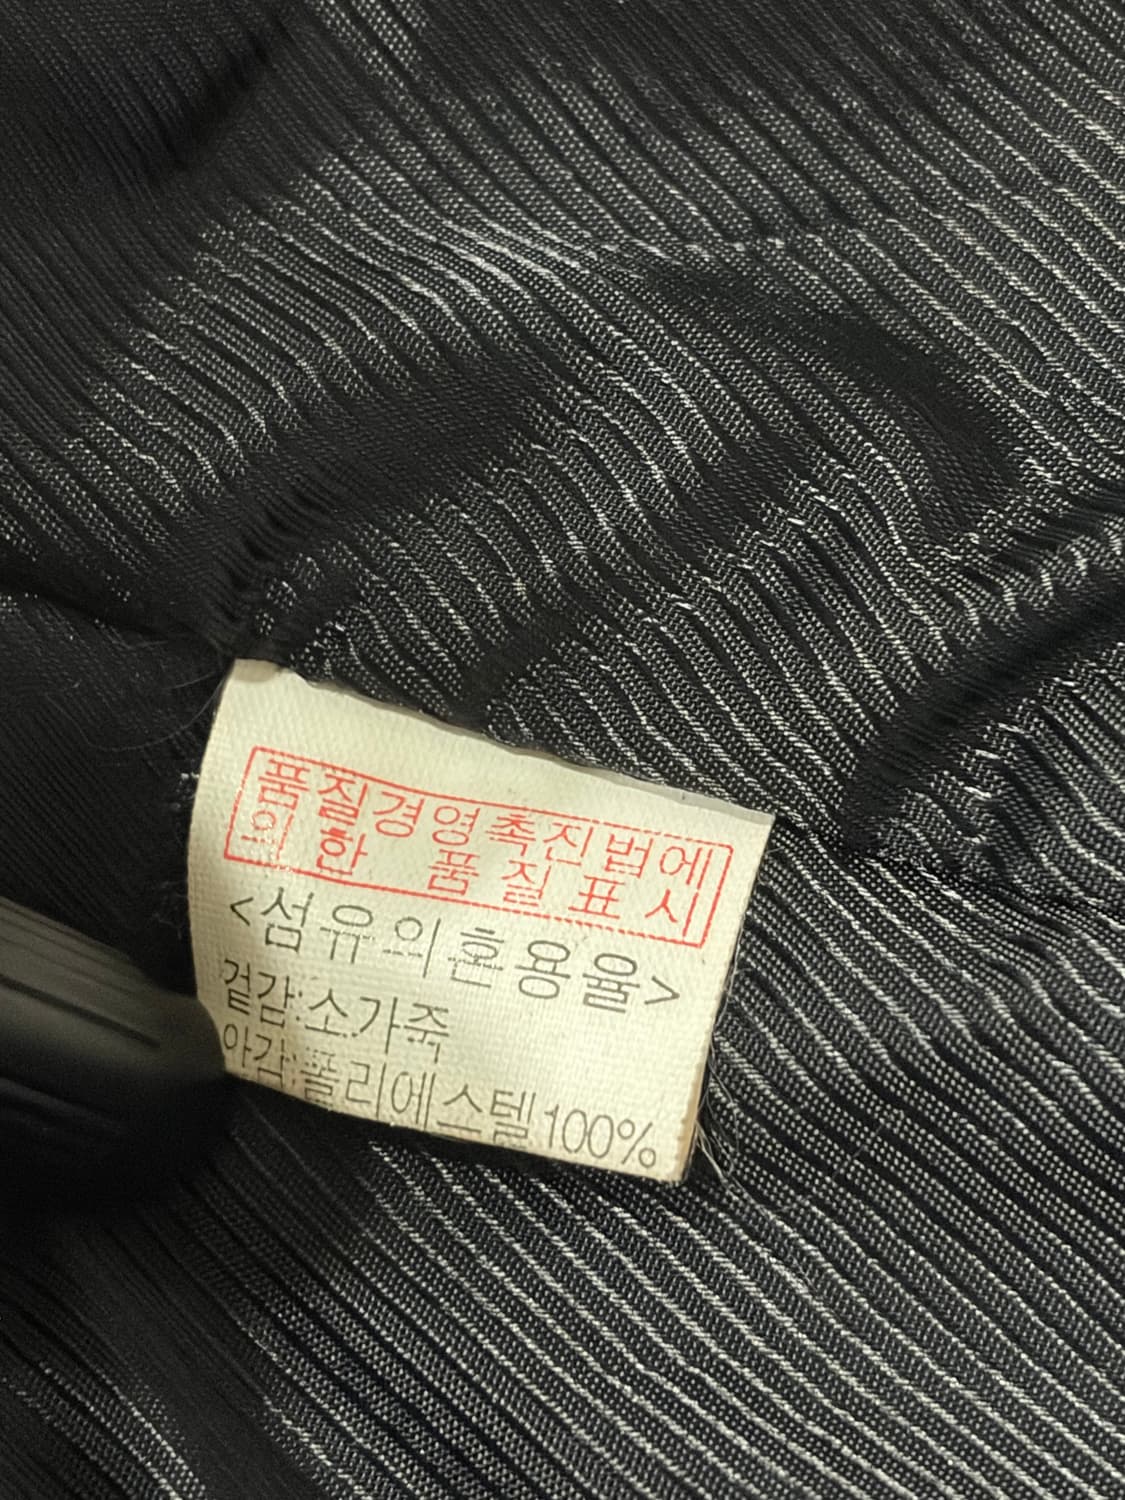 품질경영촉진법에
의한 품질표시
<섬유의혼용율>
겉감:소가죽
안감:폴리에스텔100%